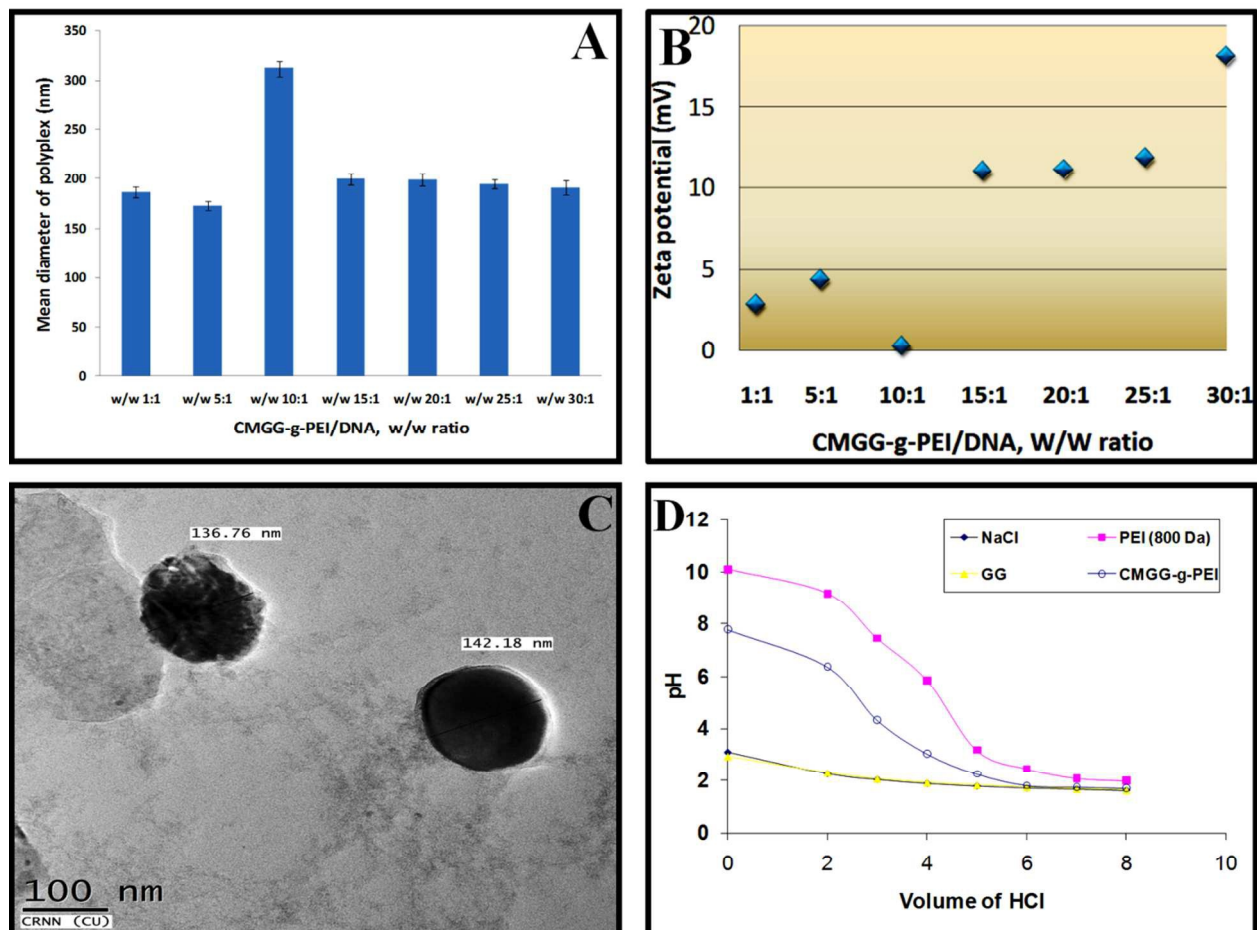 A
350
300
250
200
150
100
50
0
Mean diameter of polyplex (nm)
w/w 1:1 w/w 5:1 w/w 10:1 w/w 15:1 w/w 20:1 w/w 25:1 w/w 30:1
CMGG-g-PEI/DNA, w/w ratio
B
20
15
10
5
0
Zeta potential (mV)
1:1 5:1 10:1 15:1 20:1 25:1 30:1
CMGG-g-PEI/DNA, W/W ratio
C
136.76 nm
142.18 nm
100 nm
CRNN (CU)
D
12
10
8
6
4
2
0
pH
NaCl PEI (800 Da)
GG CMGG-g-PEI
0 2 4 6 8 10
Volume of HCl